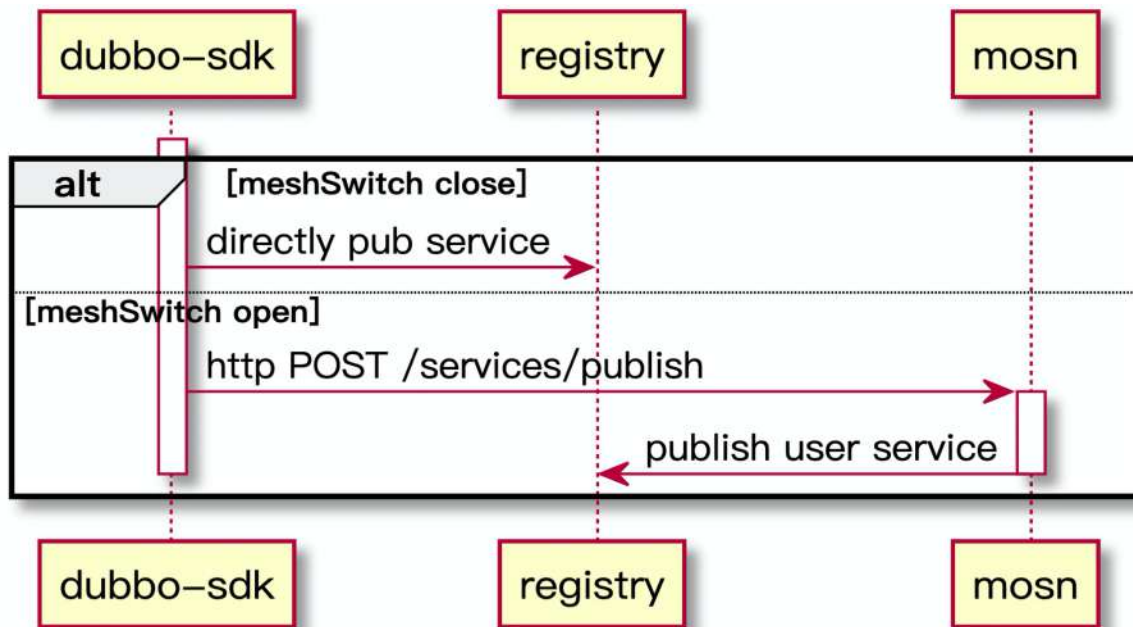 dubbo-sdk registry mosn
alt [meshSwitch close]
directly pub service
[meshSwitch open]
http POST /services/publish
publish user service
dubbo-sdk registry mosn